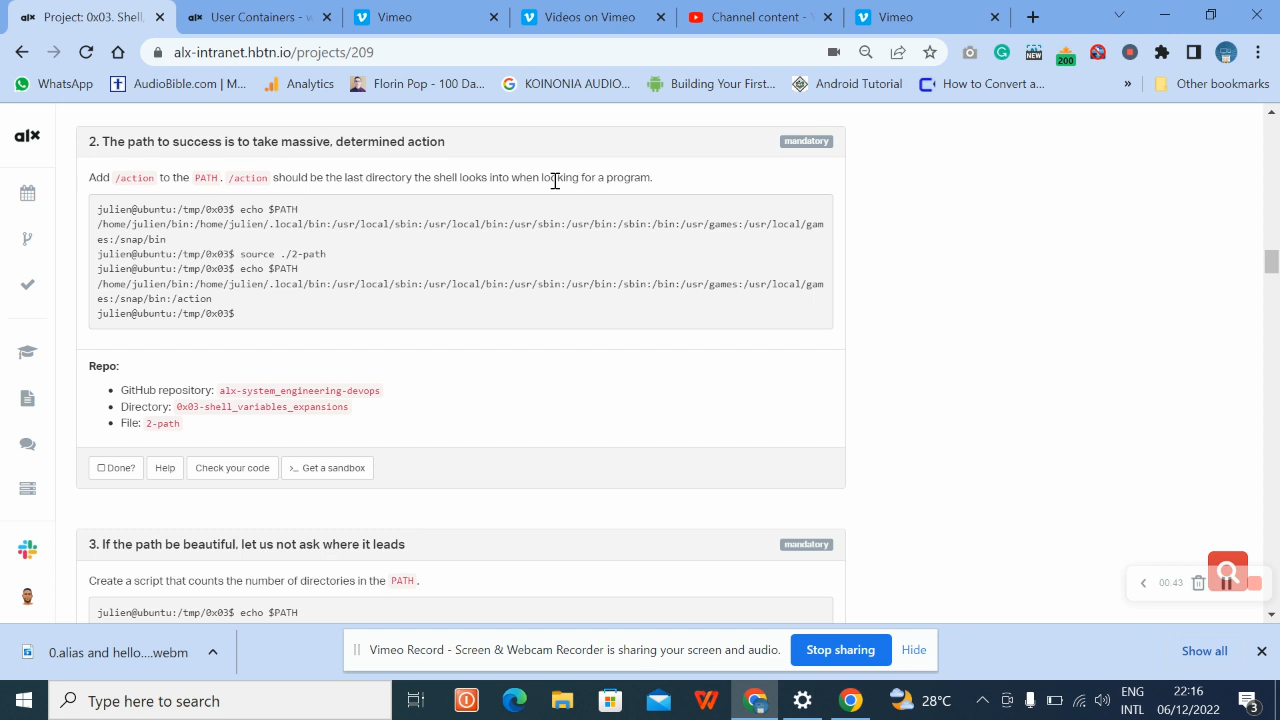 Project: 0x03. Shell,
User Containers - w
Vimeo
Videos on Vimeo
Channel content - Y
Vimeo
alx-intranet.hbtn.io/projects/209
NEW
200
WhatsApp
AudioBible.com | M...
Analytics
Florin Pop - 100 Da...
KOINONIA AUDIO...
Building Your First...
Android Tutorial
How to Convert a...
»
Other bookmarks
alx
2. The path to success is to take massive, determined action
mandatory
Add /action to the PATH. /action should be the last directory the shell looks into when looking for a program.
julien@ubuntu:/tmp/0x03$ echo $PATH
/home/julien/bin:/home/julien/.local/bin:/usr/local/sbin:/usr/local/bin:/usr/sbin:/usr/bin:/sbin:/bin:/usr/games:/usr/local/gam
es:/snap/bin
julien@ubuntu:/tmp/0x03$ source ./2-path
julien@ubuntu:/tmp/0x03$ echo $PATH
/home/julien/bin:/home/julien/.local/bin:/usr/local/sbin:/usr/local/bin:/usr/sbin:/usr/bin:/sbin:/bin:/usr/games:/usr/local/gam
es:/snap/bin:/action
julien@ubuntu:/tmp/0x03$
Repo:
GitHub repository: alx-system_engineering-devops
Directory: 0x03-shell_variables_expansions
File: 2-path
Done?
Help
Check your code
>_ Get a sandbox
3. If the path be beautiful, let us not ask where it leads
mandatory
Create a script that counts the number of directories in the PATH.
julien@ubuntu:/tmp/0x03$ echo $PATH
00:43
0.alias and hello....webm
Vimeo Record - Screen & Webcam Recorder is sharing your screen and audio.
Stop sharing
Hide
Show all
Type here to search
28°C
ENG
INTL
22:16
06/12/2022
3